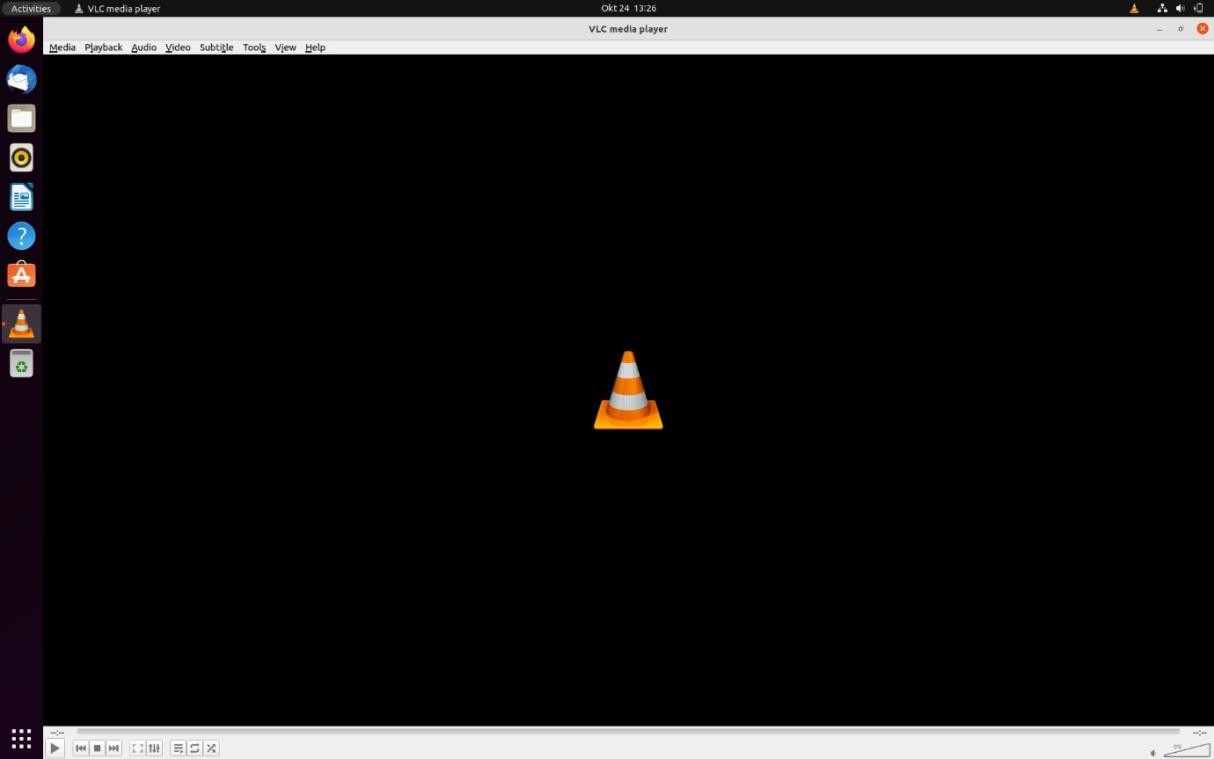 Activities VLC media player Okt 24 13:26
VLC media player
Media Playback Audio Video Subtitle Tools View Help
--:-- --:--
0%